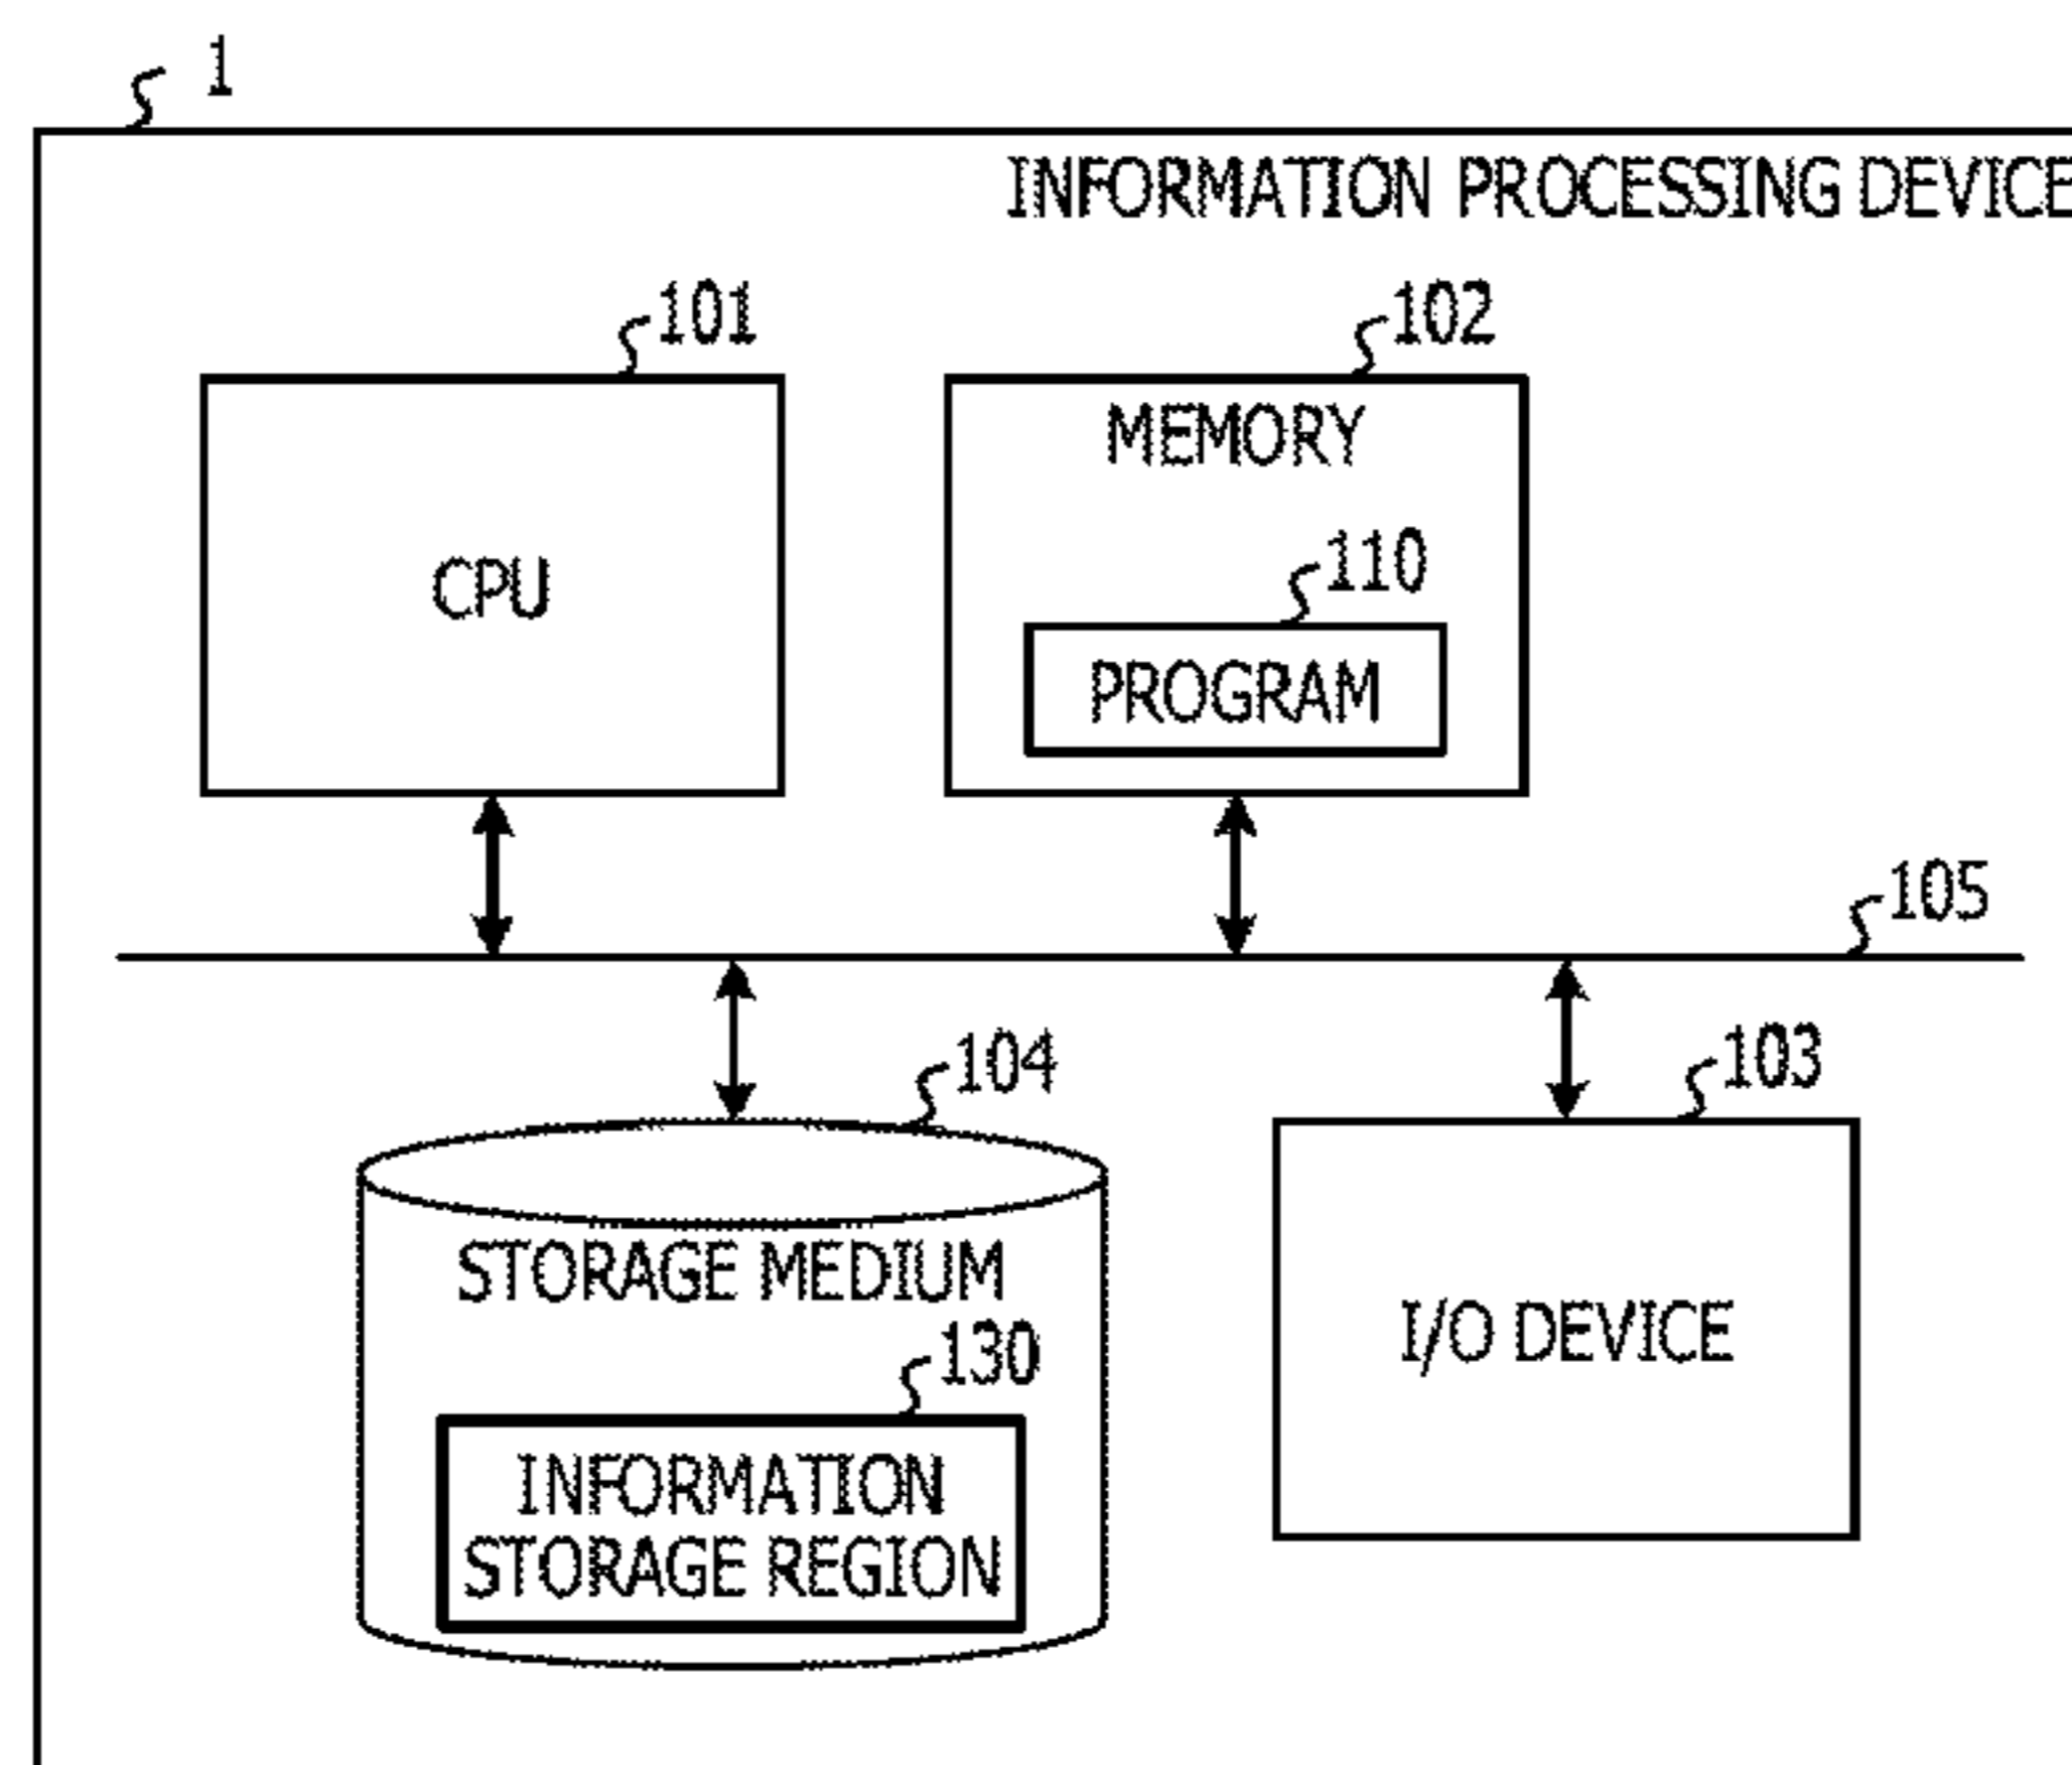 1
INFORMATION PROCESSING DEVICE
101
102
MEMORY
CPU
110
PROGRAM
105
104
103
STORAGE MEDIUM
I/O DEVICE
130
INFORMATION
STORAGE REGION